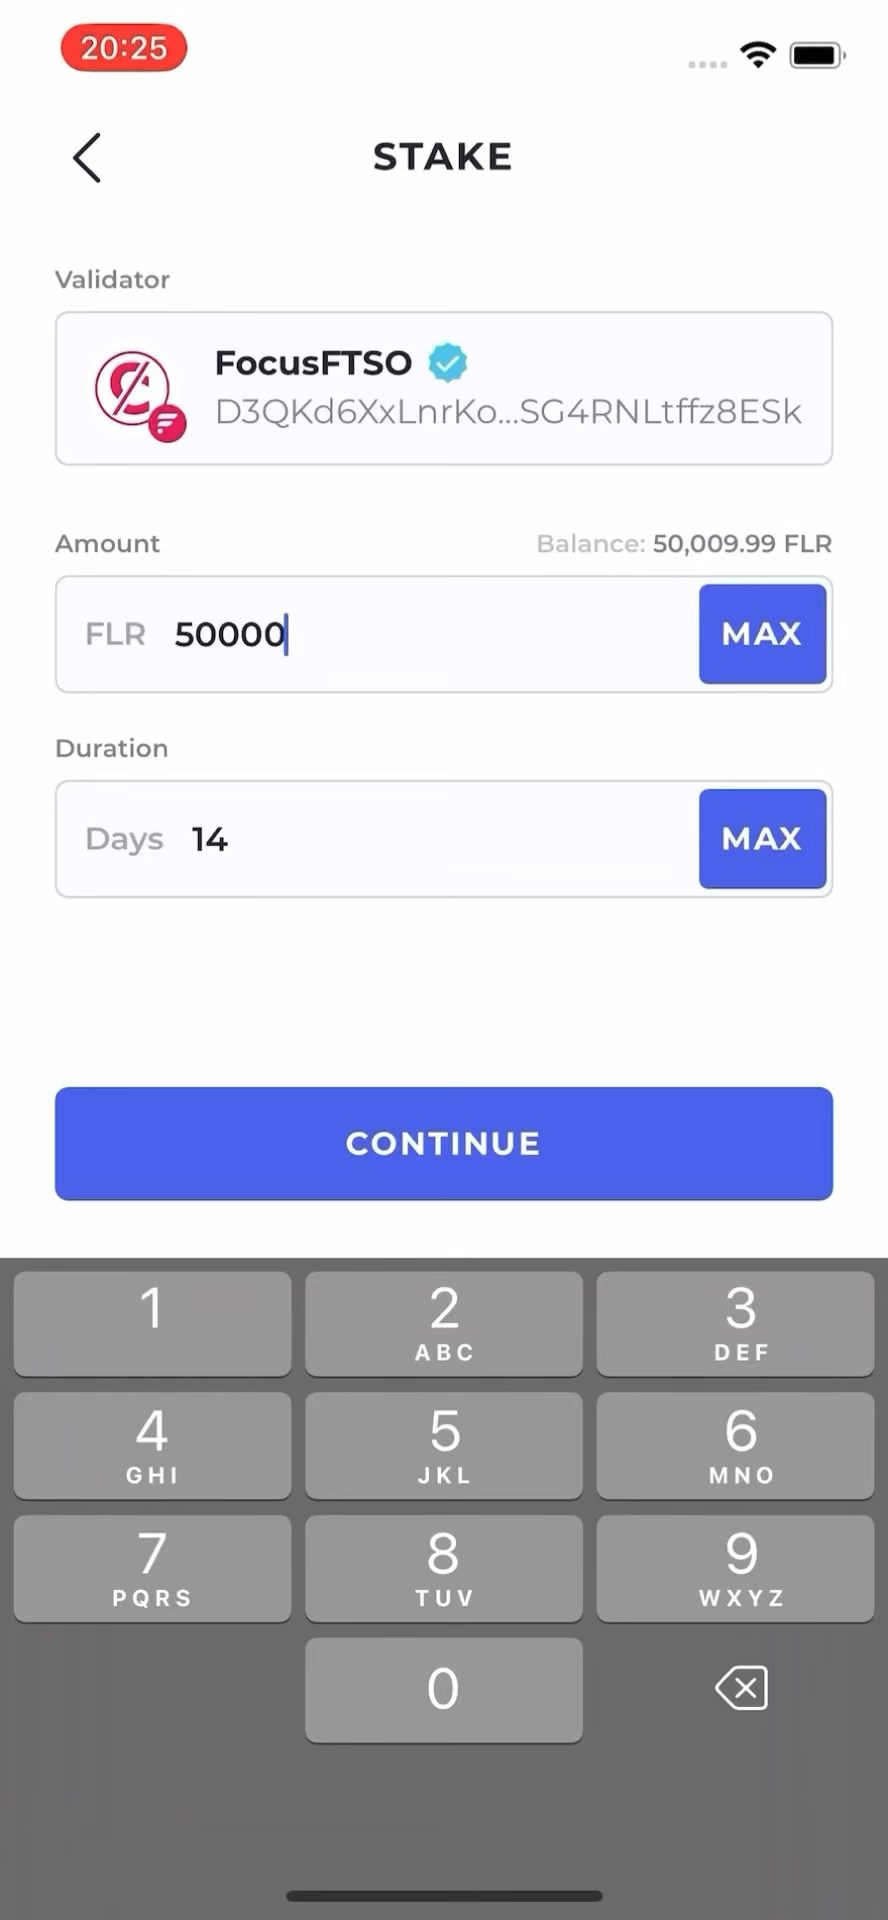 20:25
STAKE
Validator
FocusFTSO
D3QKd6XxLnrKo...SG4RNLtffz8ESk
Amount Balance: 50,009.99 FLR
FLR 50000 MAX
Duration
Days 14 MAX
CONTINUE
1 2 3
ABC DEF
4 5 6
GHI JKL MNO
7 8 9
PQRS TUV WXYZ
0